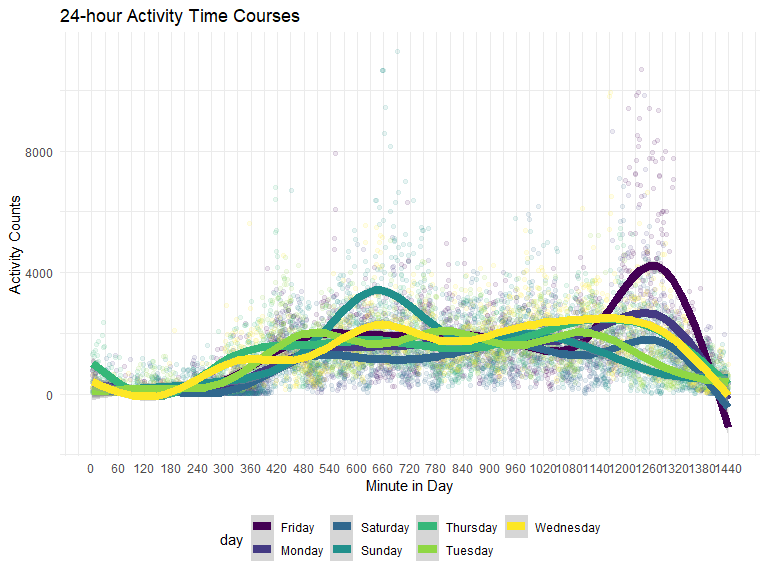 24-hour Activity Time Courses
8000
4000
0
Activity Counts
0 60 120 180 240 300 360 420 480 540 600 660 720 780 840 900 960 1020 1080 1140 1200 1260 1320 1380 1440
Minute in Day
day Friday Saturday Thursday Wednesday
Monday Sunday Tuesday